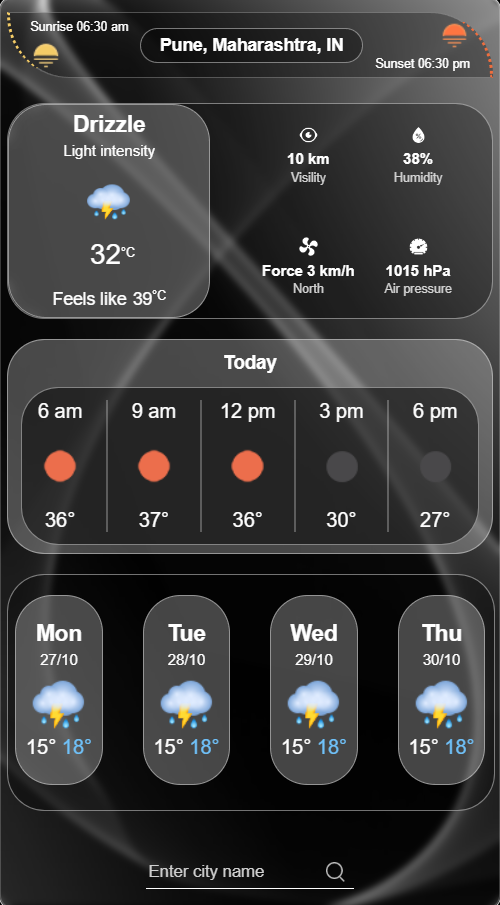 Sunrise 06:30 am
Pune, Maharashtra, IN
Sunset 06:30 pm
Drizzle
Light intensity
32°C
Feels like 39°C
10 km
Visility
38%
Humidity
Force 3 km/h
North
1015 hPa
Air pressure
Today
6 am 9 am 12 pm 3 pm 6 pm
36° 37° 36° 30° 27°
Mon Tue Wed Thu
27/10 28/10 29/10 30/10
15° 18° 15° 18° 15° 18° 15° 18°
Enter city name